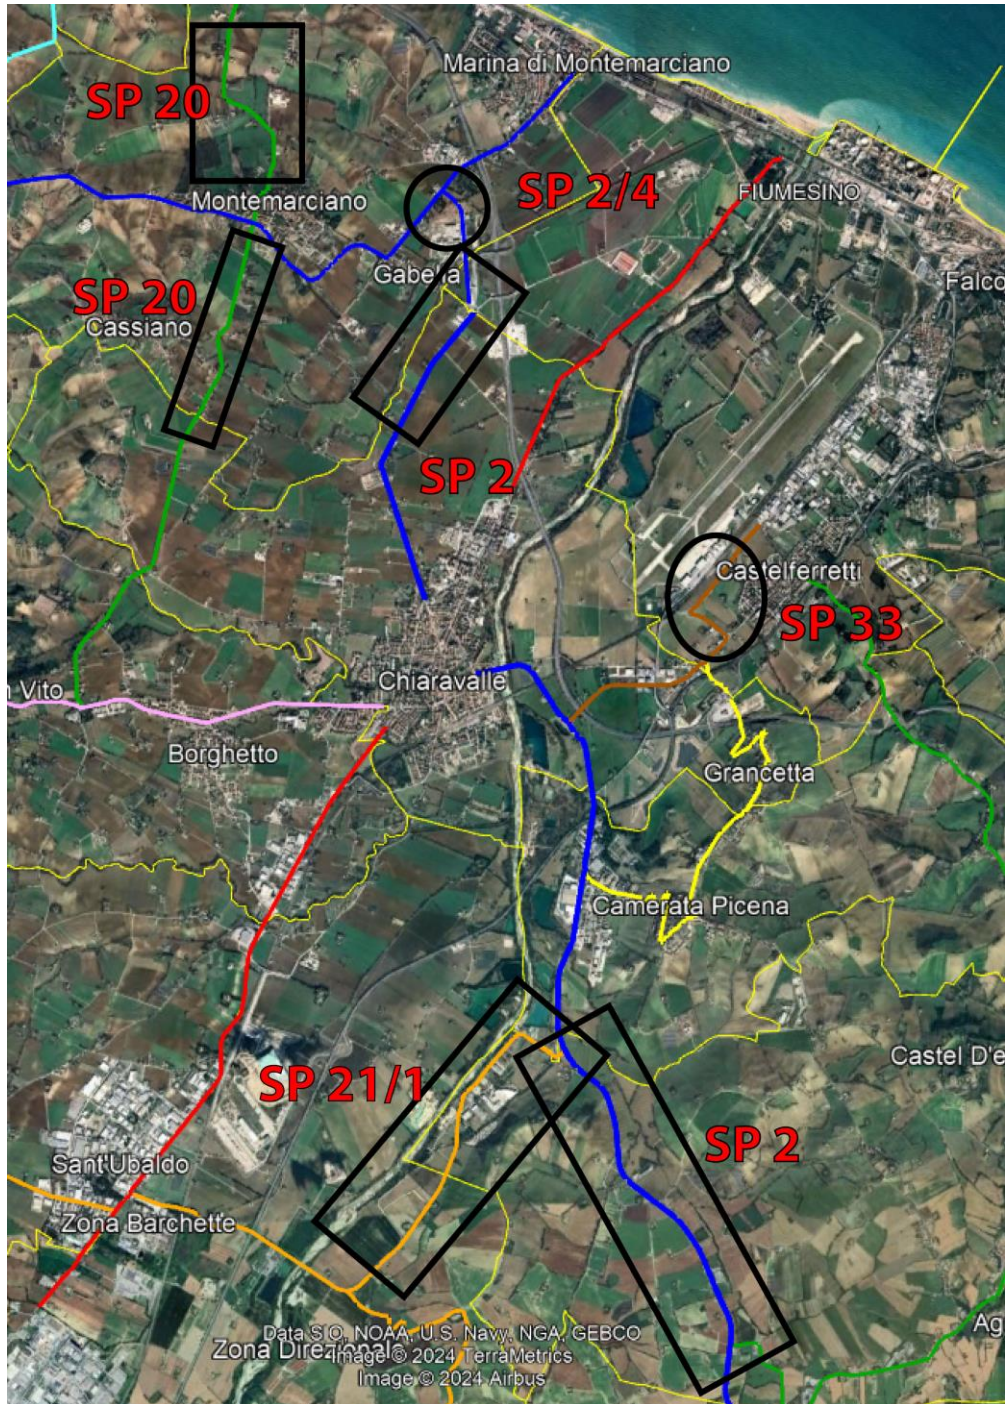 Marina di Montemarciano
SP 20
SP 2/4
FIUMESINO
Montemarciano
Gabella
Falco
SP 20
Cassiano
SP 2
Castelferretti
SP 33
Chiaravalle
n Vito
Borghetto
Grancetta
Camerata Picena
Castel D'e
SP 21/1
SP 2
Sant'Ubaldo
Zona Barchette
Ag
Data SIO, NOAA, U.S. Navy, NGA, GEBCO
Zona Direzionale
Image © 2024 TerraMetrics
Image © 2024 Airbus